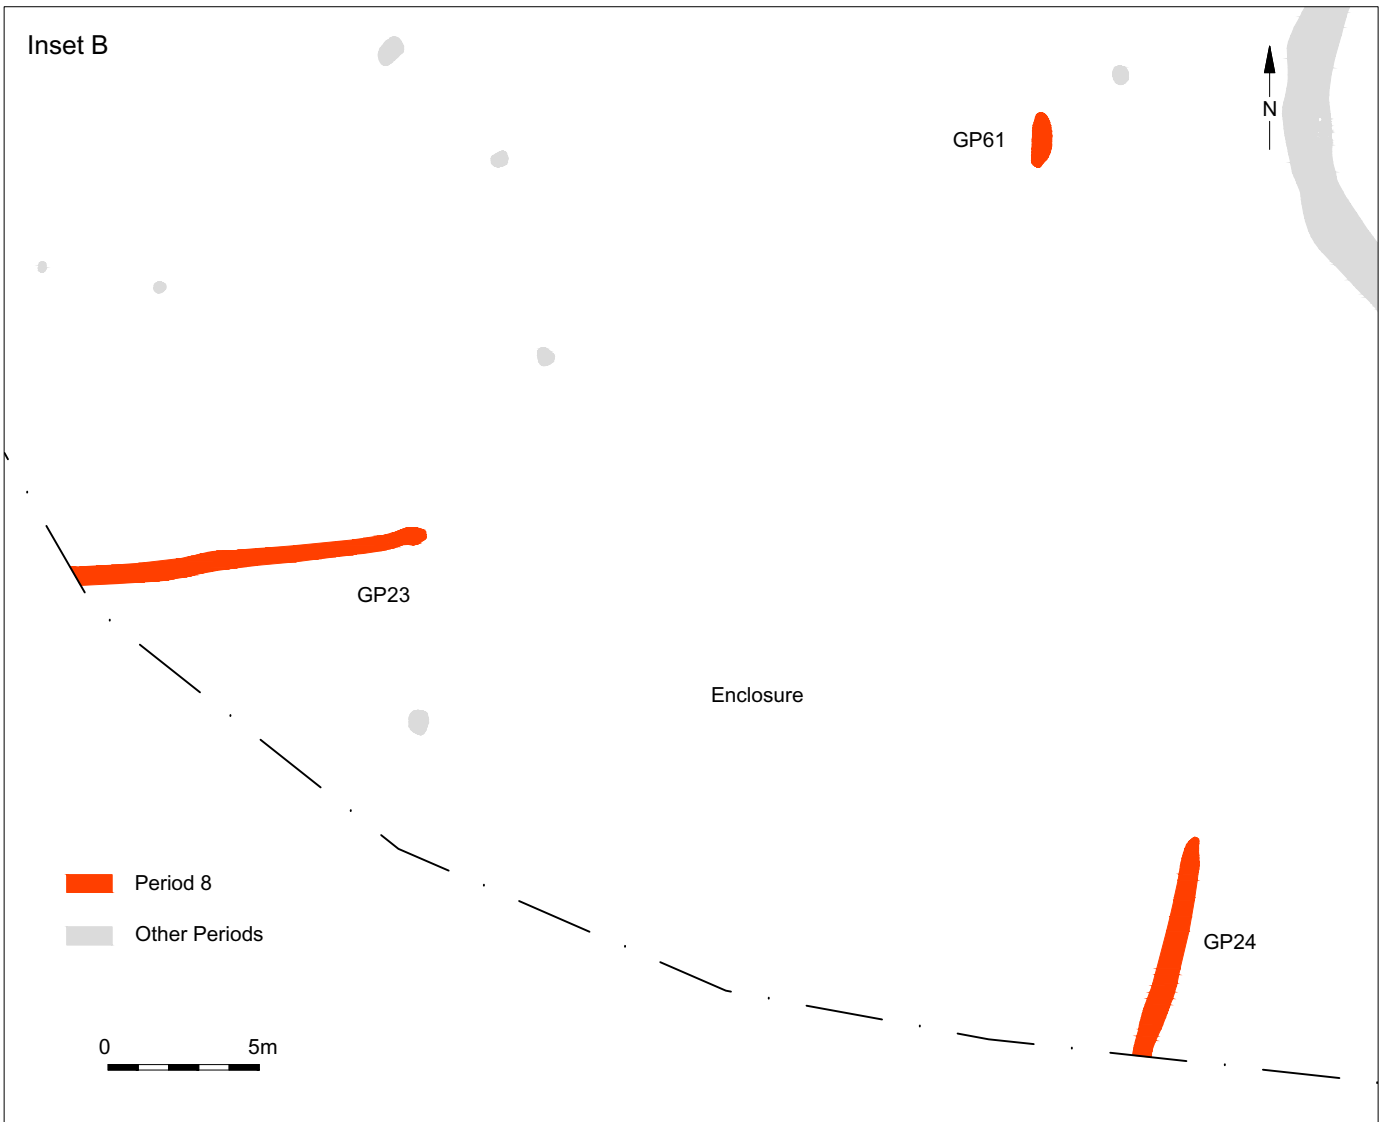 Inset B
N
GP61
GP23
Enclosure
Period 8
Other Periods
GP24
0 5m